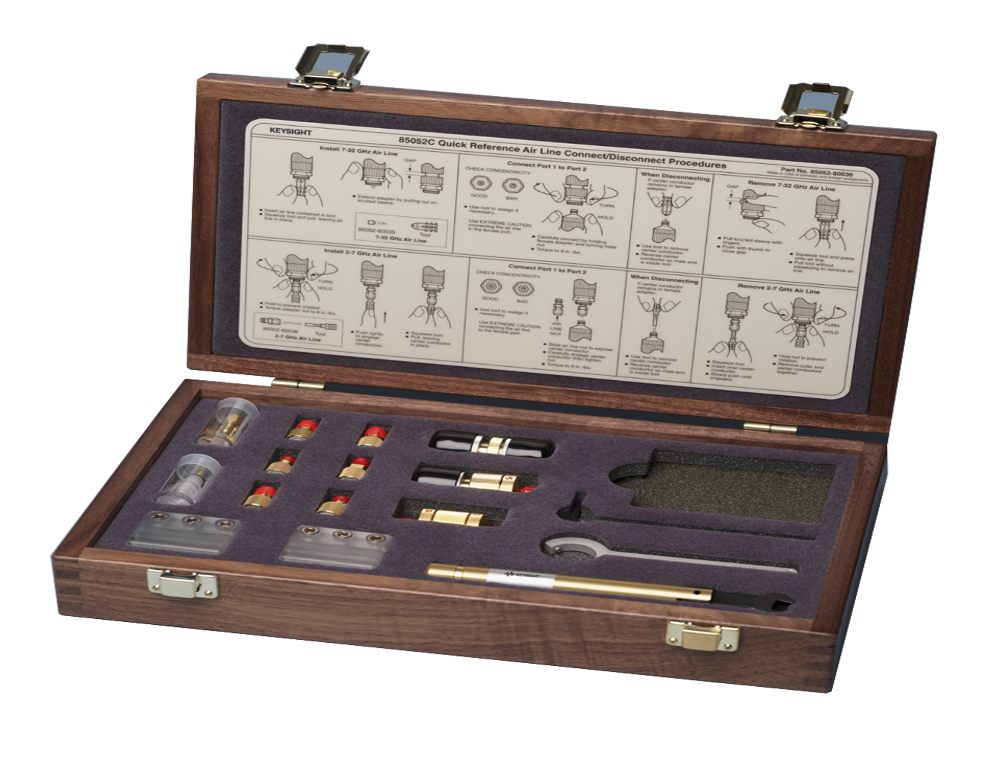 KEYSIGHT
85052C Quick Reference Air Line Connect/Disconnect Procedures
Part No. 85052-80036
Made in USA of domestic and foreign components
Install 7-32 GHz Air Line
GAP
■ Insert air line contained in tool.
■ Squeeze tool and pull, leaving air
line in place.
■ Extend adapter by pulling out on
knurled sleeve.
85052-60035
Tool
7-32 GHz Air Line
Connect Port 1 to Port 2
CHECK CONCENTRICITY
GOOD
BAD
■ Use tool to realign if
necessary.
Use EXTREME CAUTION
connecting the air line
to the female port.
TURN
HOLD
■ Carefully connect by holding
female adapter and turning male
nut.
■ Torque to 8 in.-lbs.
When Disconnecting
If center conductor
remains in female
adapter:
■ Use tool to remove
center conductor.
■ Reverse center
conductor so male end
is inside tool.
Remove 7-32 GHz Air Line
GAP
■ Pull knurled sleeve with
fingers.
■ Push with thumb to
close gap.
■ Squeeze tool and press
onto air line.
■ Pull tool without
squeezing to remove air
line.
Install 2-7 GHz Air Line
TURN
HOLD
■ Hold to prevent rotation.
■ Torque adapter nut to 8 in.-lbs.
85052-60036
Tool
2-7 GHz Air Line
■ Push lightly
to engage
center
conductors.
■ Squeeze tool.
■ Pull, leaving
center conductor
in place.
Connect Port 1 to Port 2
CHECK CONCENTRICITY
GOOD
BAD
■ Use tool to realign if
necessary.
Use EXTREME CAUTION
connecting the air line
to the female port.
AIR
LINE
NUT
■ Slide air line nut to expose
center conductor.
■ Carefully engage center
conductor then tighten
nut.
■ Torque to 8 in.-lbs.
When Disconnecting
If center conductor
remains in female
adapter:
■ Use tool to remove
center conductor.
■ Reverse center
conductor so male end
is inside tool.
Remove 2-7 GHz Air Line
TURN
HOLD
■ Squeeze tool.
■ Insert over center
conductor.
■ Slowly push until
engaged.
■ Hold nut to prevent
rotation.
■ Remove outer and
center conductors
together.
KEYSIGHT